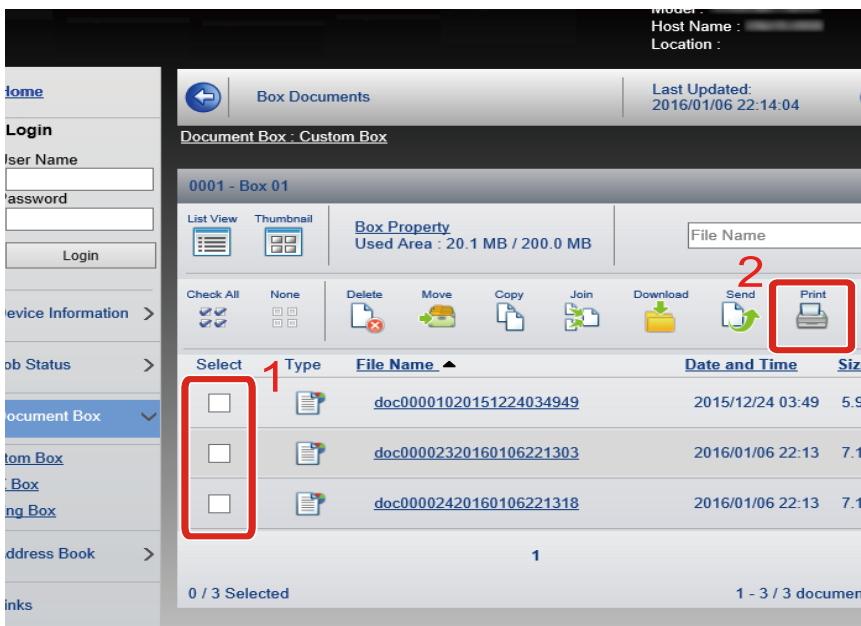 Model :
Host Name :
Location :
Home
Login
User Name
Password
Login
Device Information
Job Status
Document Box
tom Box
Box
ng Box
Address Book
inks
Box Documents
Last Updated:
2016/01/06 22:14:04
Document Box : Custom Box
0001 - Box 01
List View Thumbnail
Box Property
Used Area : 20.1 MB / 200.0 MB
File Name
2
Check All None Delete Move Copy Join Download Send Print
1
Select Type File Name Date and Time Siz
doc00001020151224034949 2015/12/24 03:49 5.9
doc00002320160106221303 2016/01/06 22:13 7.1
doc00002420160106221318 2016/01/06 22:13 7.1
1
0 / 3 Selected 1 - 3 / 3 documen